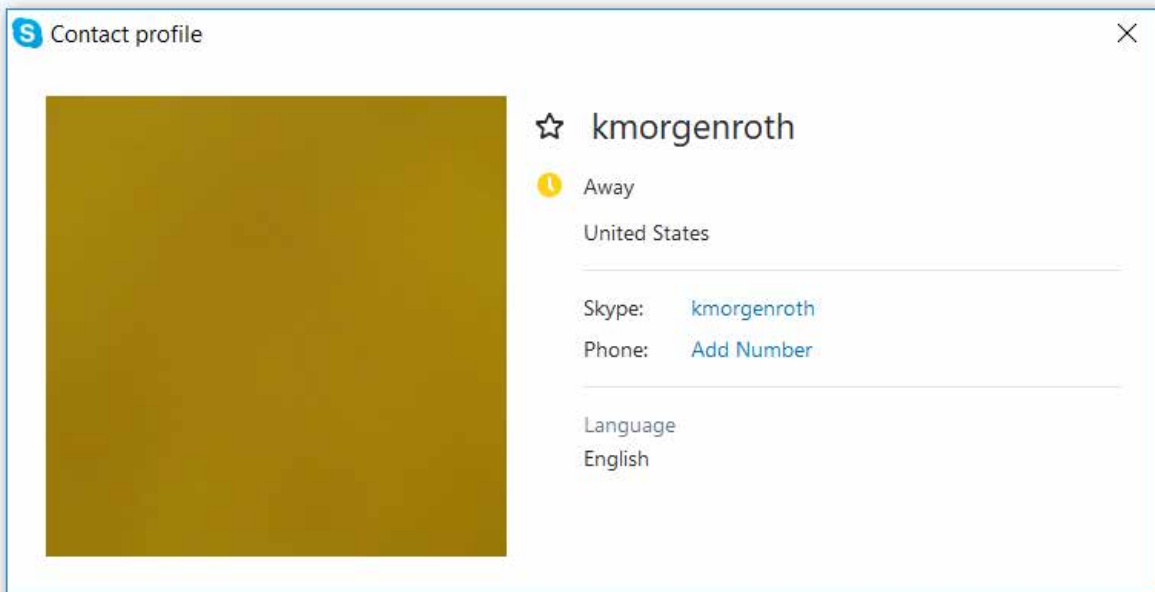 Contact profile
kmorgenroth
Away
United States
Skype: kmorgenroth
Phone: Add Number
Language
English